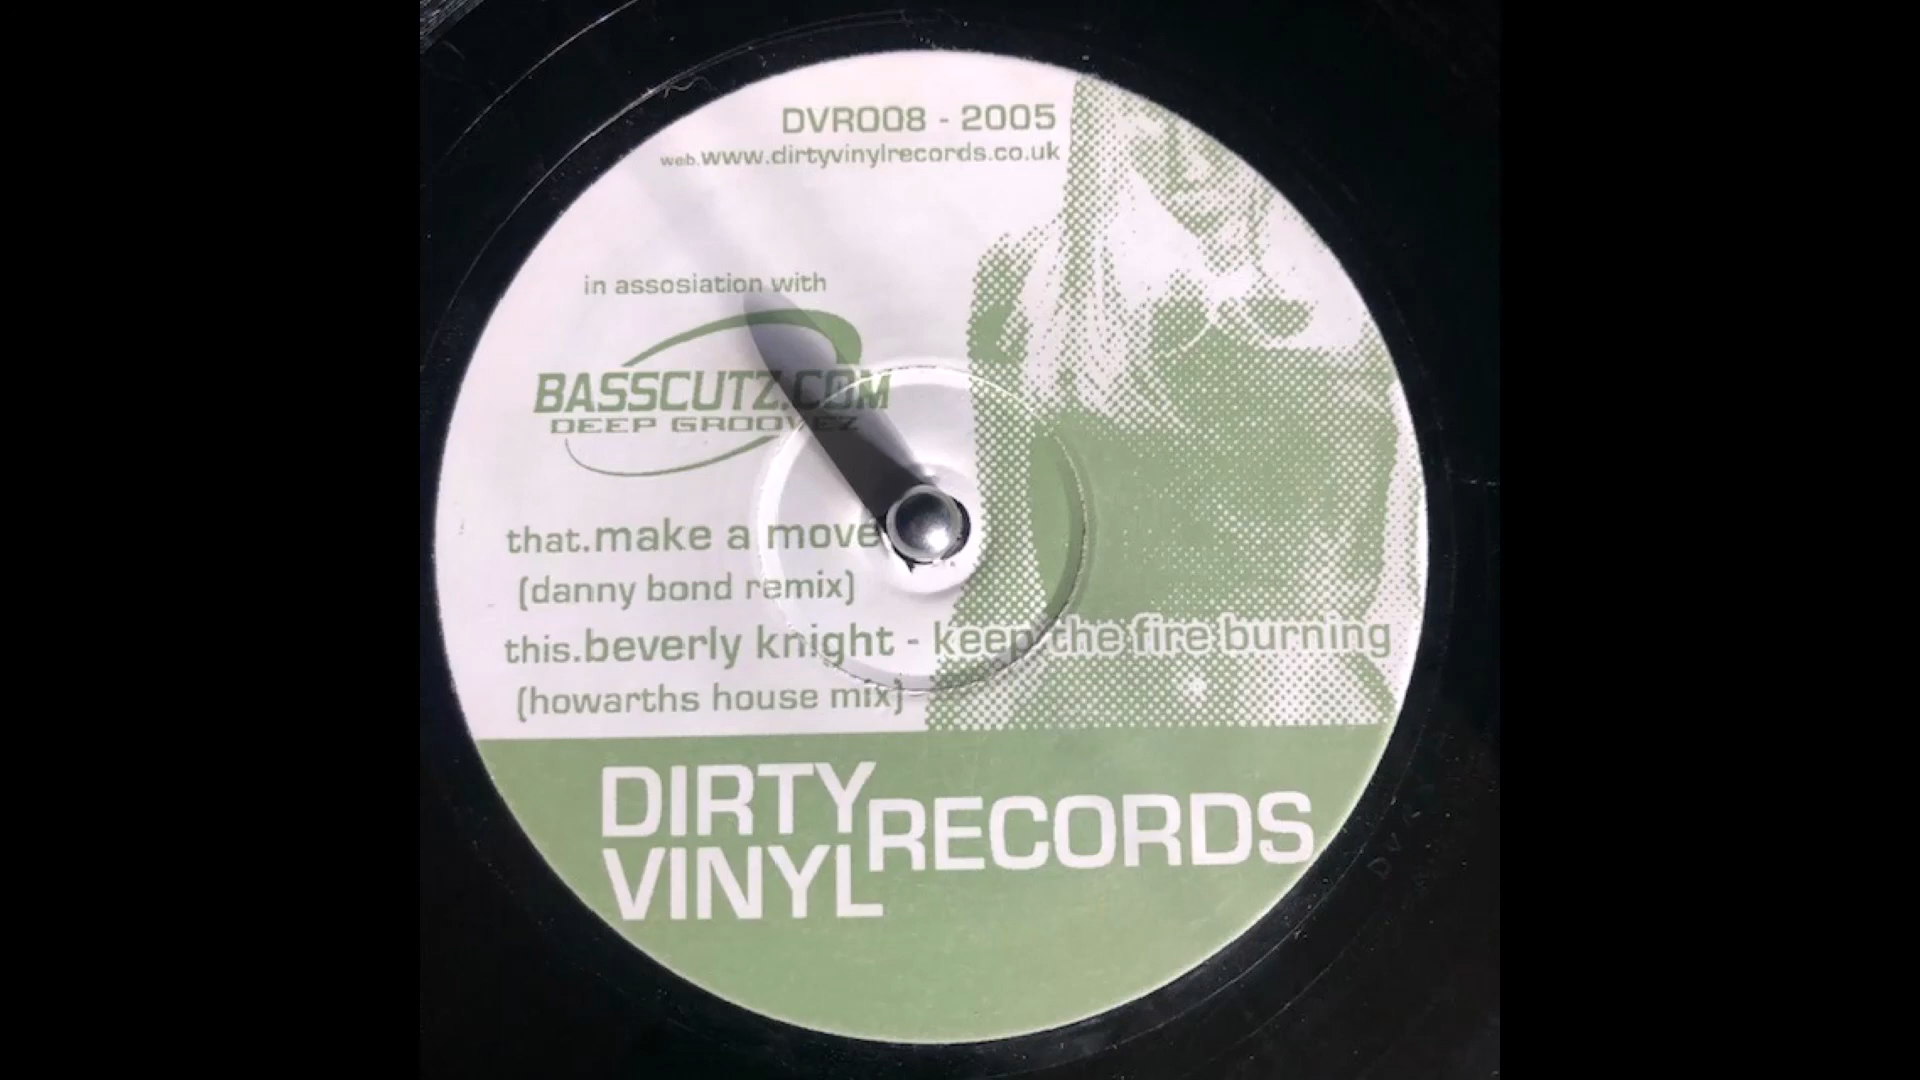 DVR008 - 2005
web.www.dirtyvinylrecords.co.uk
in assosiation with
BASSCUTZ.COM
DEEP GROOVEZ
that.make a move
(danny bond remix)
this.beverly knight - keep the fire burning
(howarths house mix)
DIRTY
VINYL
RECORDS